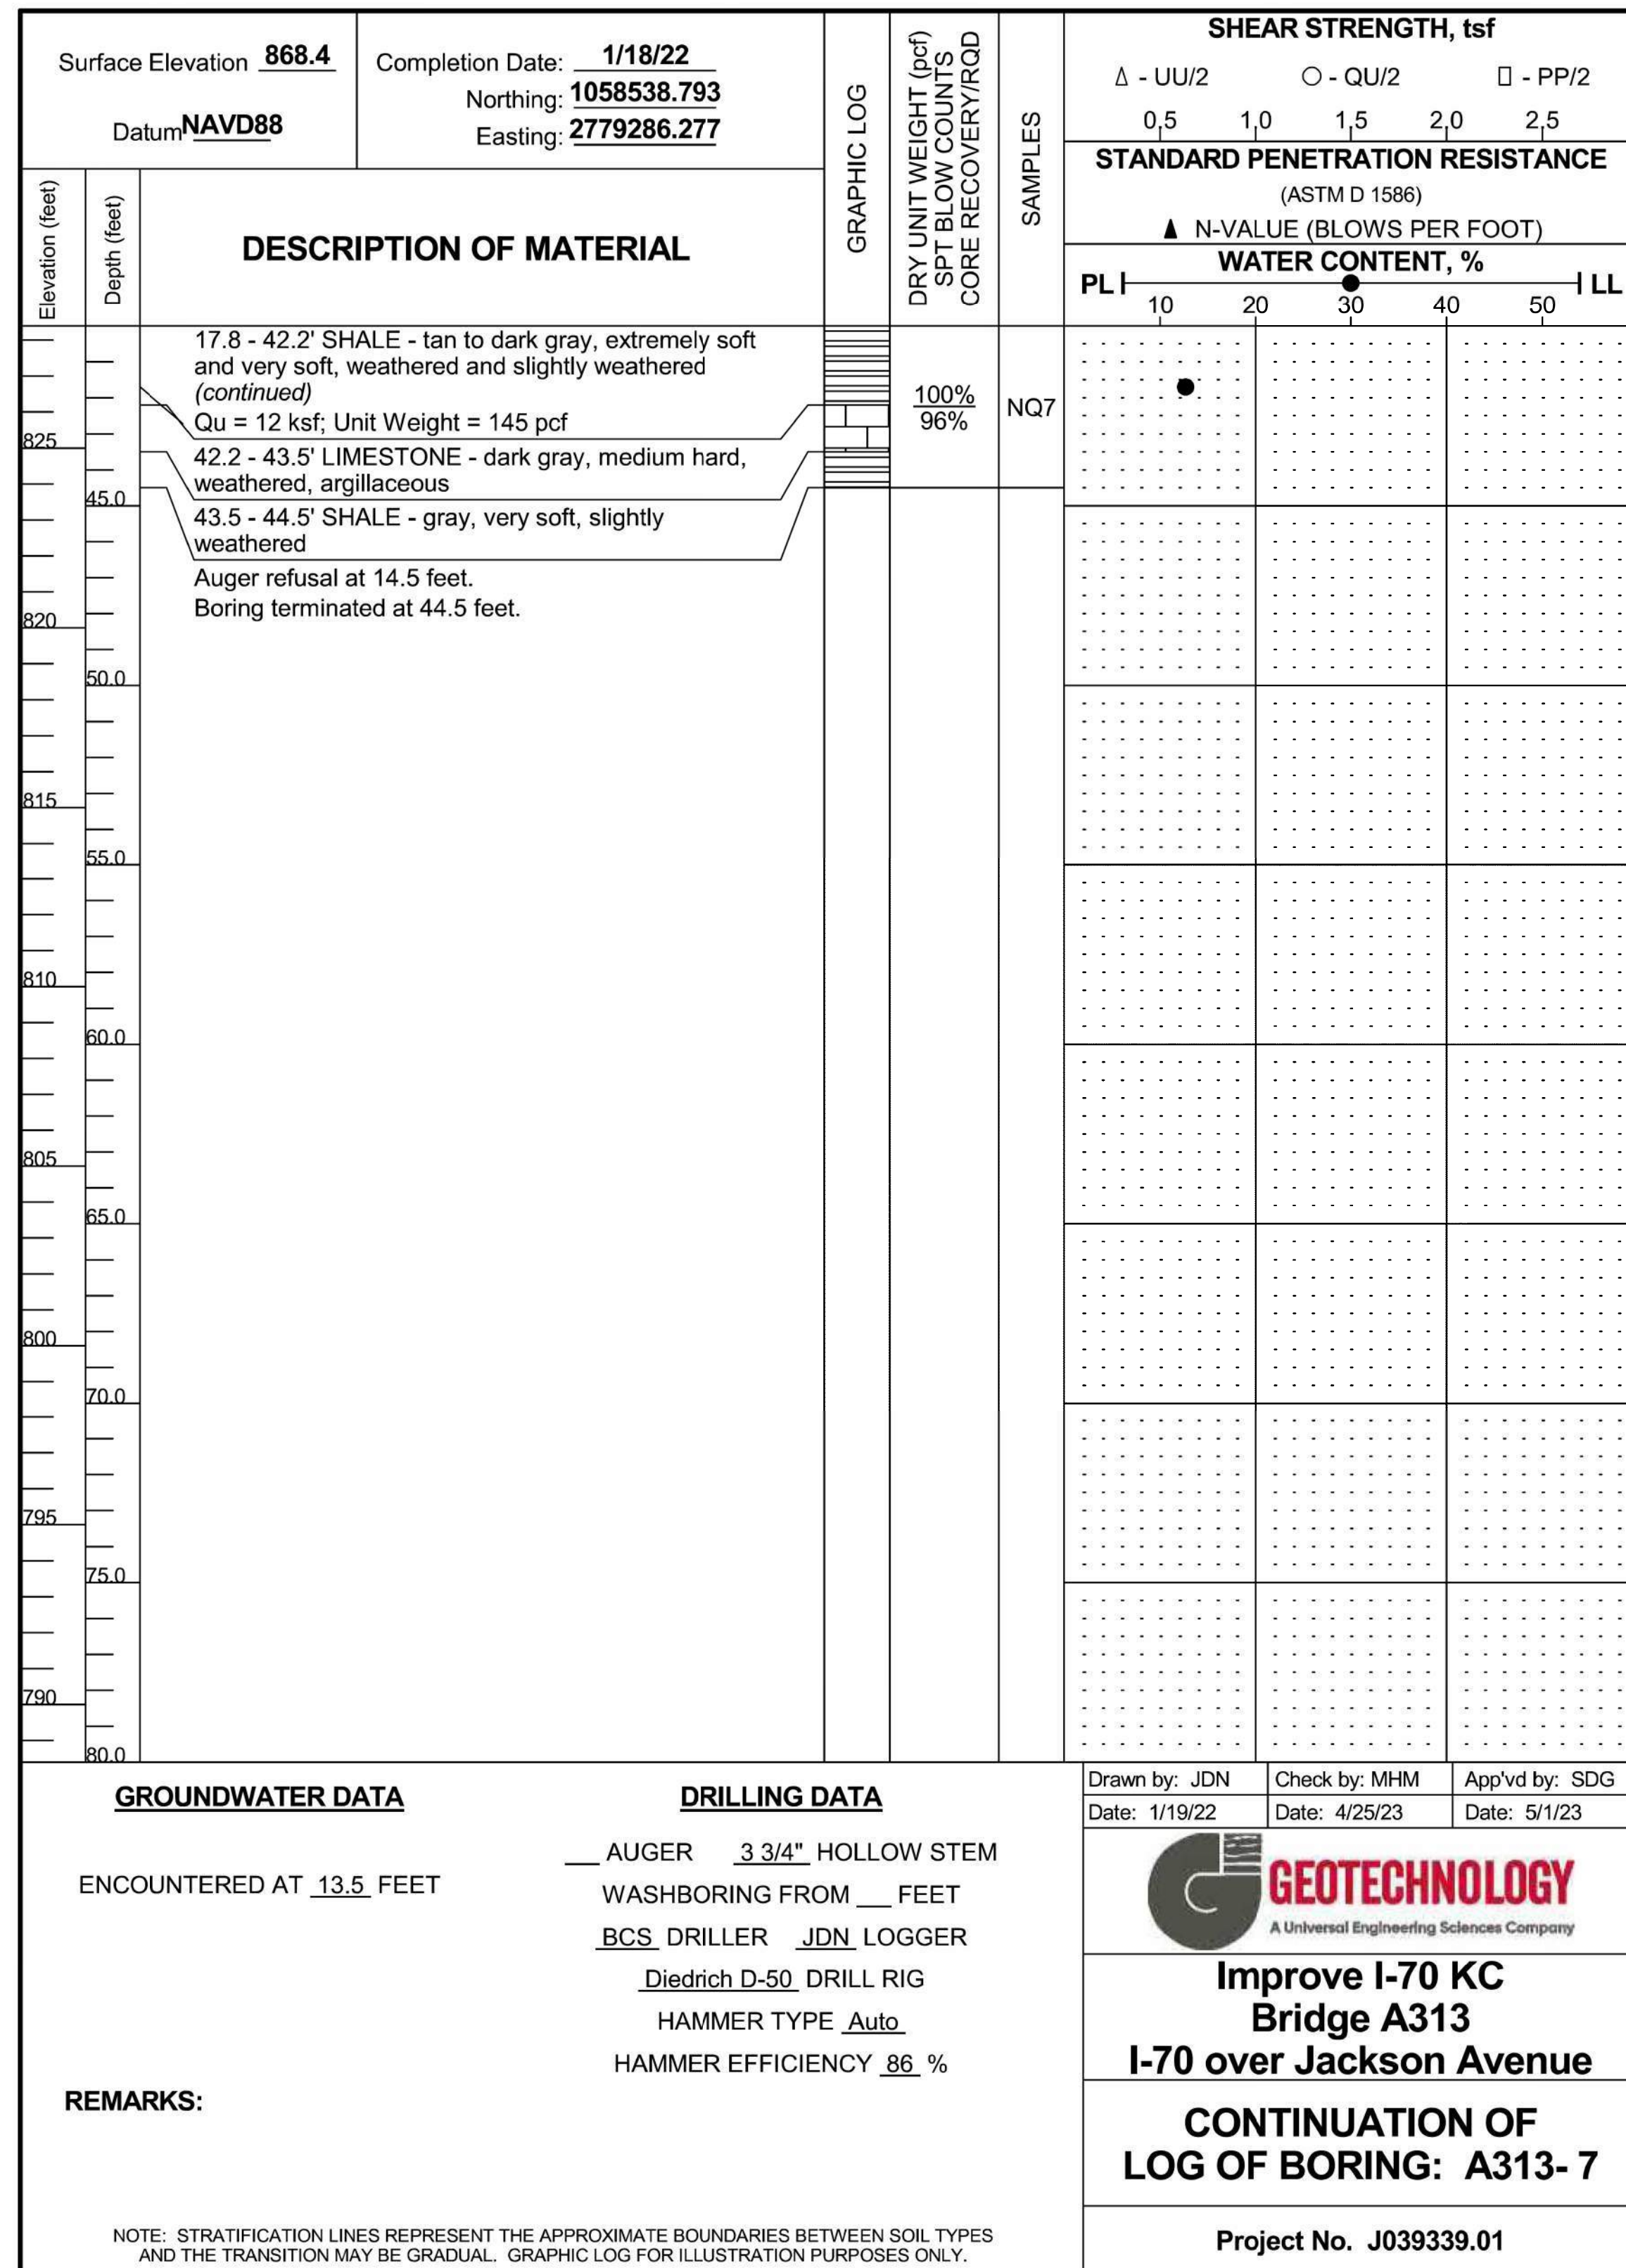 Surface Elevation 868.4
Datum NAVD88
Completion Date: 1/18/22
Northing: 1058538.793
Easting: 2779286.277
GRAPHIC LOG
DRY UNIT WEIGHT (pcf)
SPT BLOW COUNTS
CORE RECOVERY/RQD
SAMPLES
SHEAR STRENGTH, tsf
Δ - UU/2 ○ - QU/2 □ - PP/2
0,5 1,0 1,5 2,0 2,5
STANDARD PENETRATION RESISTANCE
(ASTM D 1586)
▲ N-VALUE (BLOWS PER FOOT)
WATER CONTENT, %
PL LL
10 20 30 40 50
Elevation (feet)
Depth (feet)
DESCRIPTION OF MATERIAL
17.8 - 42.2' SHALE - tan to dark gray, extremely soft
and very soft, weathered and slightly weathered
(continued)
Qu = 12 ksf; Unit Weight = 145 pcf
42.2 - 43.5' LIMESTONE - dark gray, medium hard,
weathered, argillaceous
43.5 - 44.5' SHALE - gray, very soft, slightly
weathered
Auger refusal at 14.5 feet.
Boring terminated at 44.5 feet.
100%
96%
NQ7
825
45.0
820
50.0
815
55.0
810
60.0
805
65.0
800
70.0
795
75.0
790
80.0
GROUNDWATER DATA
ENCOUNTERED AT 13.5 FEET
DRILLING DATA
___ AUGER 3 3/4" HOLLOW STEM
WASHBORING FROM ___ FEET
BCS DRILLER JDN LOGGER
Diedrich D-50 DRILL RIG
HAMMER TYPE Auto
HAMMER EFFICIENCY 86 %
REMARKS:
Drawn by: JDN Check by: MHM App'vd by: SDG
Date: 1/19/22 Date: 4/25/23 Date: 5/1/23
GEOTECHNOLOGY
A Universal Engineering Sciences Company
Improve I-70 KC
Bridge A313
I-70 over Jackson Avenue
CONTINUATION OF
LOG OF BORING: A313- 7
Project No. J039339.01
NOTE: STRATIFICATION LINES REPRESENT THE APPROXIMATE BOUNDARIES BETWEEN SOIL TYPES
AND THE TRANSITION MAY BE GRADUAL. GRAPHIC LOG FOR ILLUSTRATION PURPOSES ONLY.